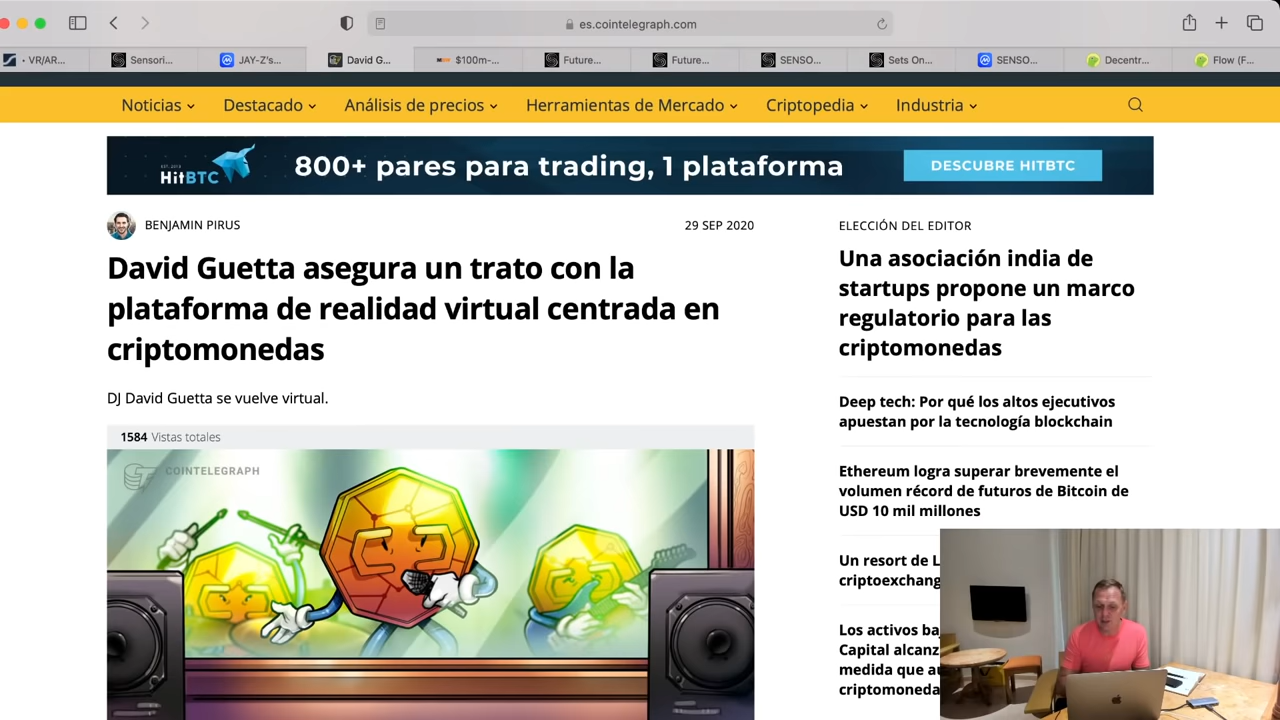 es.cointelegraph.com
· VR/AR...
Sensori...
JAY-Z's...
David G...
$100m-...
Future...
Future...
SENSO...
Sets On...
SENSO...
Decentr...
Flow (F...
Noticias
Destacado
Análisis de precios
Herramientas de Mercado
Criptopedia
Industria
HitBTC
800+ pares para trading, 1 plataforma
DESCUBRE HITBTC
BENJAMIN PIRUS
29 SEP 2020
David Guetta asegura un trato con la
plataforma de realidad virtual centrada en
criptomonedas
DJ David Guetta se vuelve virtual.
1584 Vistas totales
COINTELEGRAPH
ELECCIÓN DEL EDITOR
Una asociación india de
startups propone un marco
regulatorio para las
criptomonedas
Deep tech: Por qué los altos ejecutivos
apuestan por la tecnología blockchain
Ethereum logra superar brevemente el
volumen récord de futuros de Bitcoin de
USD 10 mil millones
Un resort de L
criptoexchang
Los activos ba
Capital alcanz
medida que au
criptomoneda